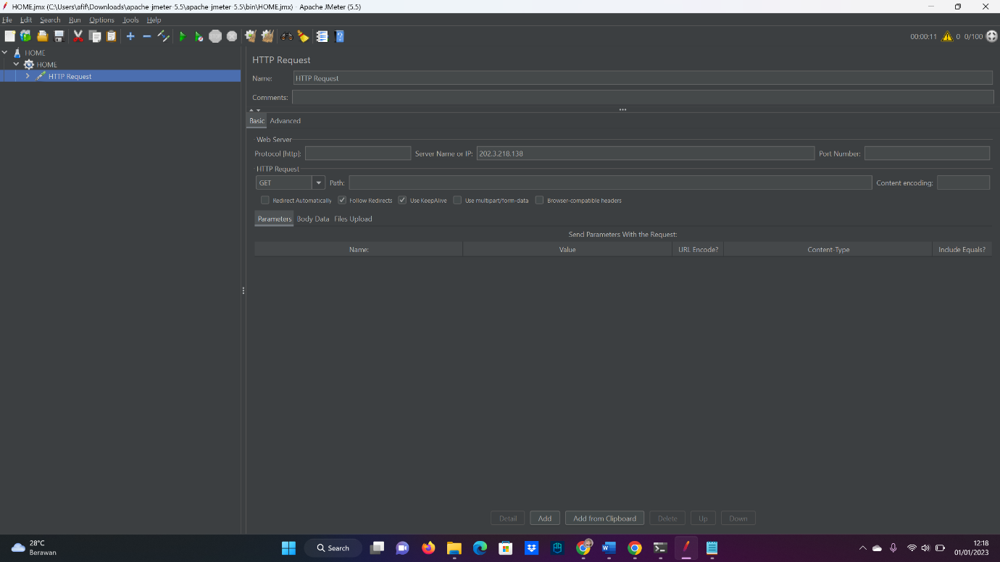 HOME.jmx (C:\Users\afif\Downloads\apache-jmeter-5.5\apache-jmeter-5.5\bin\HOME.jmx) - Apache JMeter (5.5)
File Edit Search Run Options Tools Help
00:00:11 0 0/100
HOME
HOME
HTTP Request
HTTP Request
Name: HTTP Request
Comments:
Basic Advanced
Web Server
Protocol [http]: Server Name or IP: 202.3.218.138 Port Number:
HTTP Request
GET Path: Content encoding:
Redirect Automatically Follow Redirects Use KeepAlive Use multipart/form-data Browser-compatible headers
Parameters Body Data Files Upload
Send Parameters With the Request:
Name: Value URL Encode? Content-Type Include Equals?
Detail Add Add from Clipboard Delete Up Down
28°C
Berawan
Search
12:18
01/01/2023